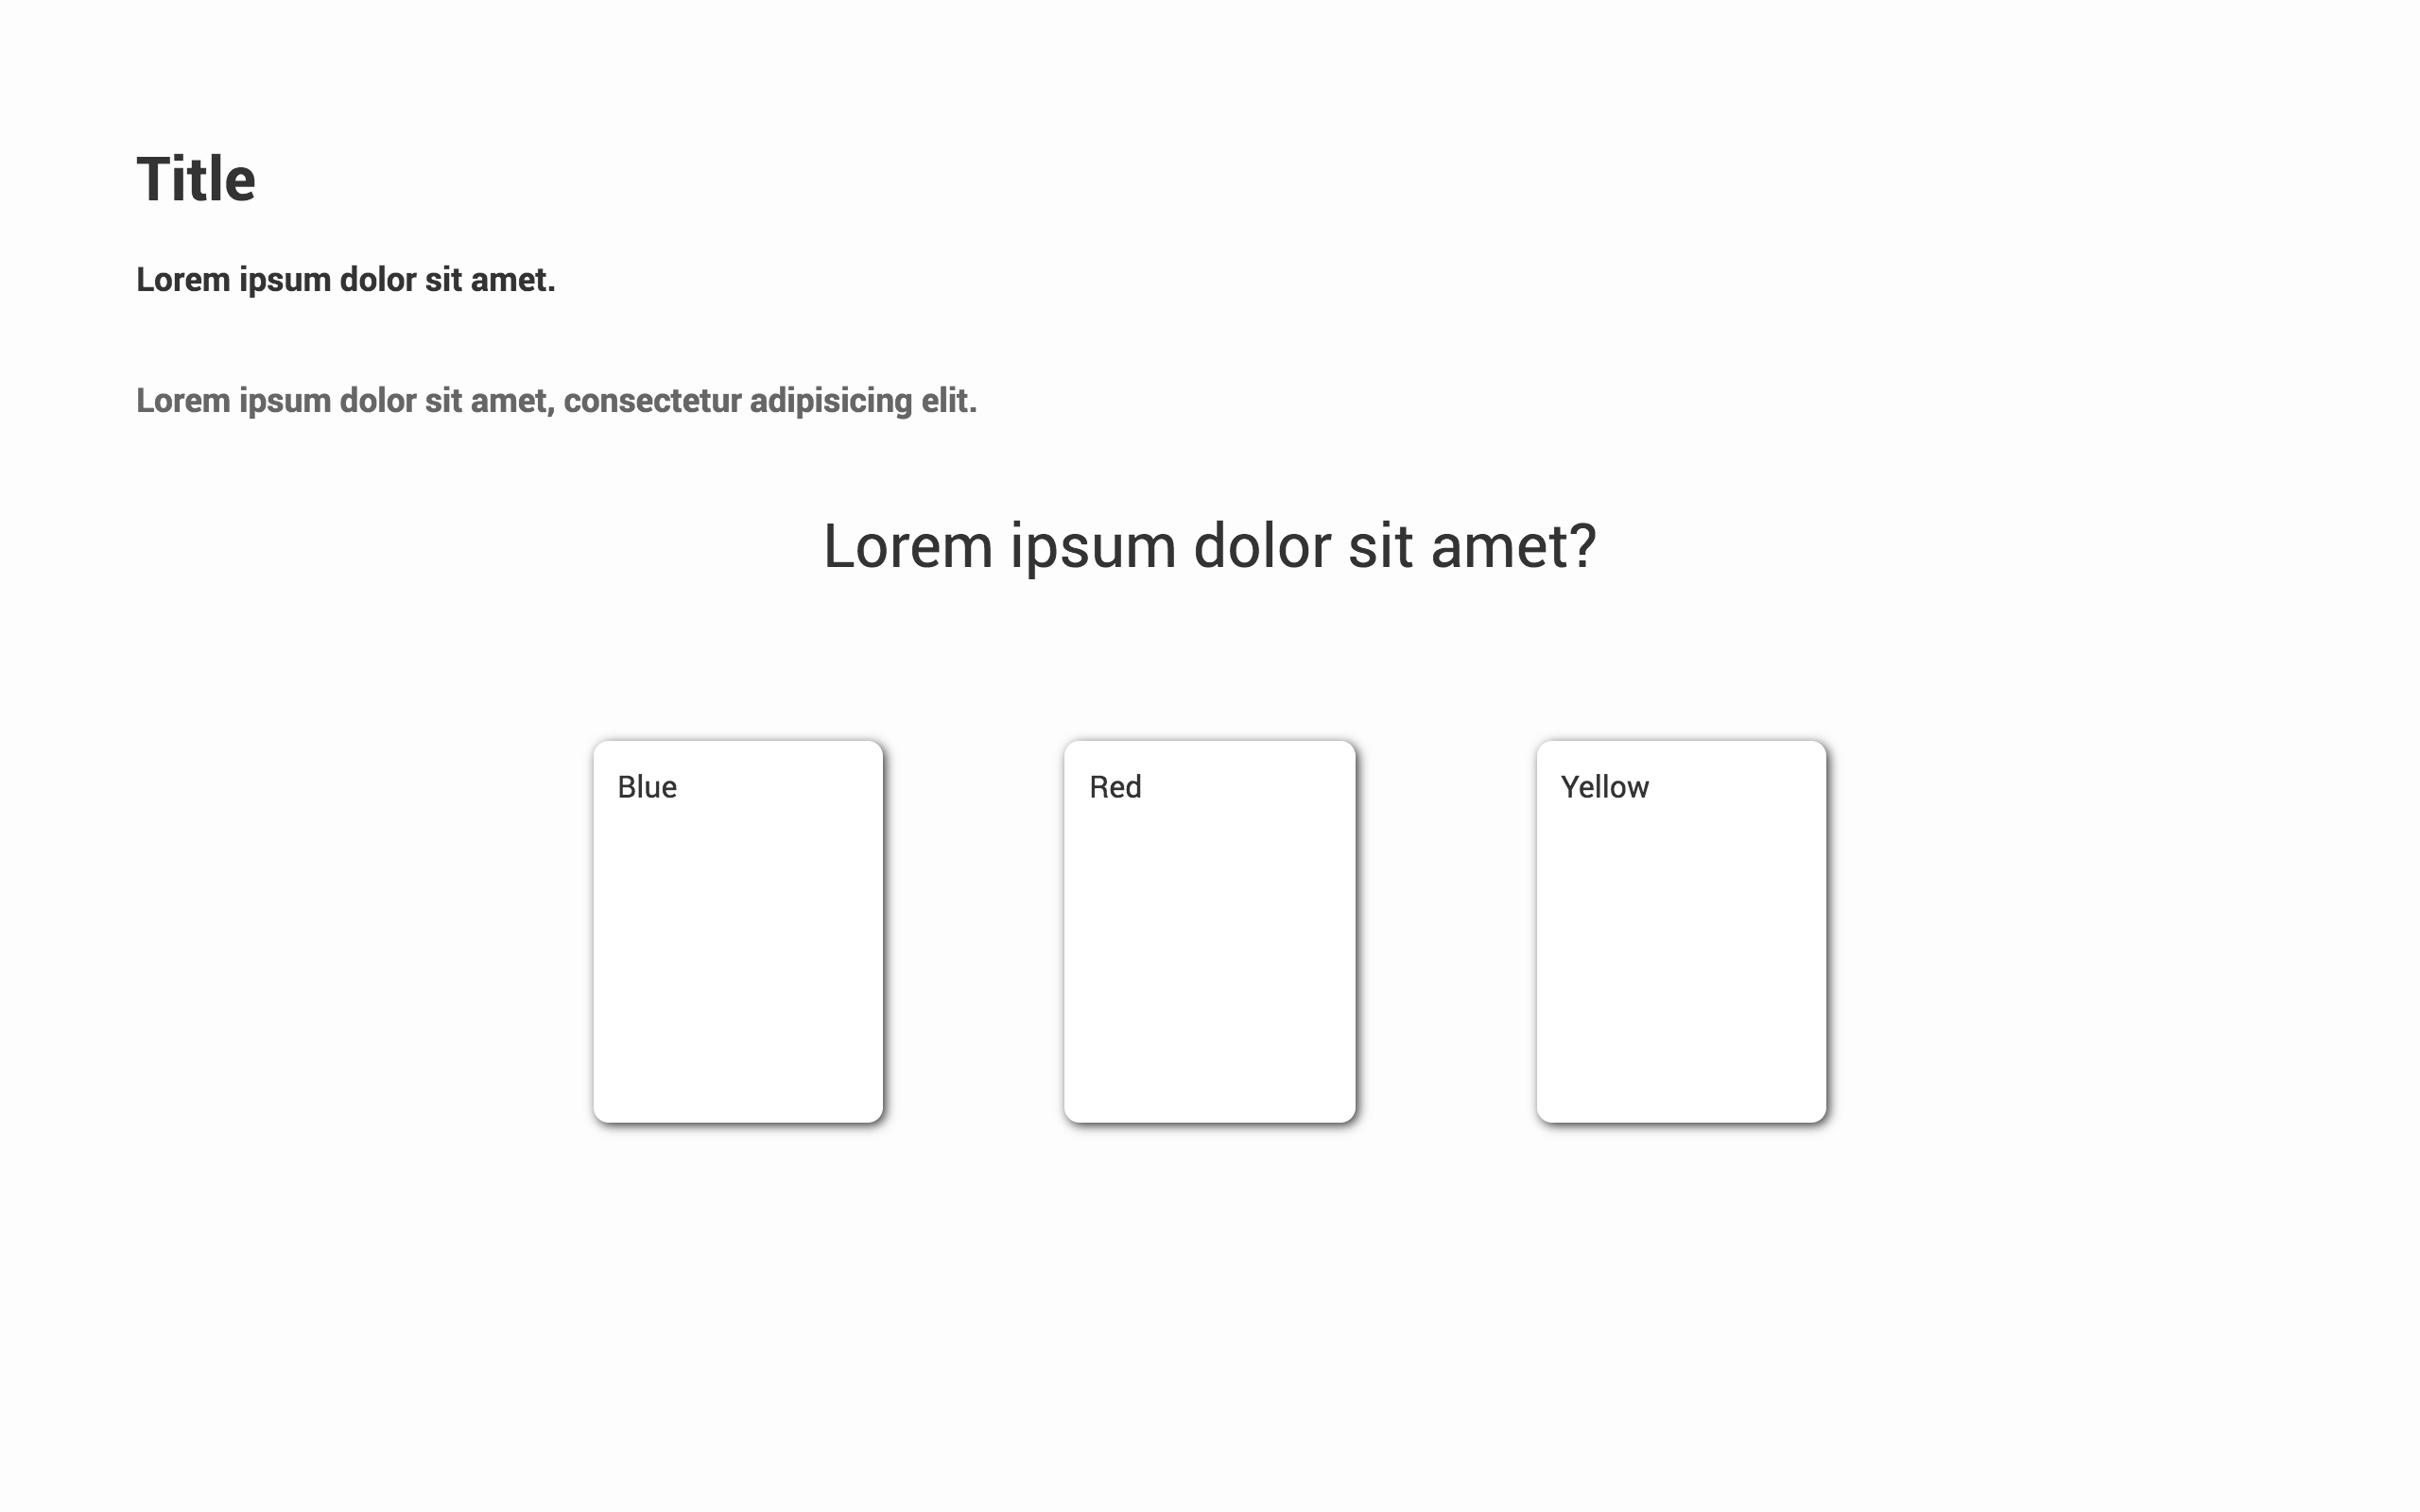 Title
Lorem ipsum dolor sit amet.
Lorem ipsum dolor sit amet, consectetur adipisicing elit.
Lorem ipsum dolor sit amet?
Blue
Red
Yellow